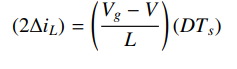 (2Δi_L) = ((V_g − V)/L) (DT_s)